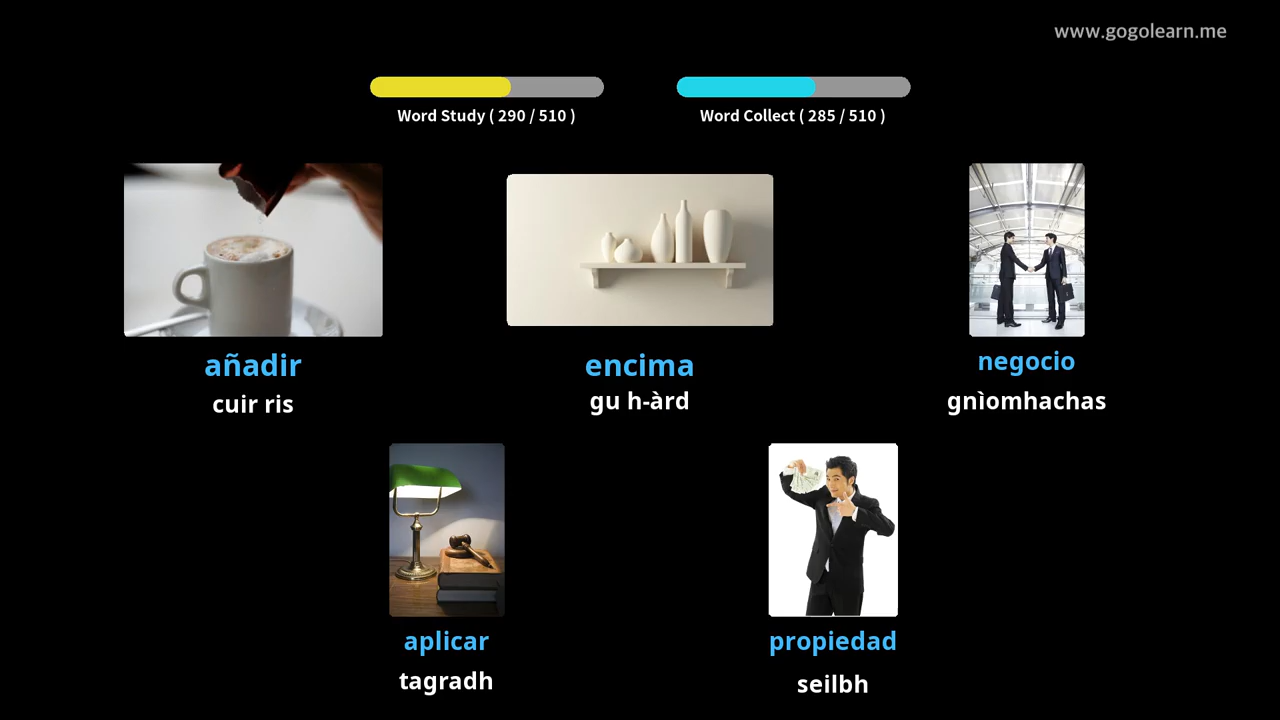 www.gogolearn.me
Word Study ( 290 / 510 )
Word Collect ( 285 / 510 )
añadir
cuir ris
encima
gu h-àrd
negocio
gnìomhachas
aplicar
tagradh
propiedad
seilbh